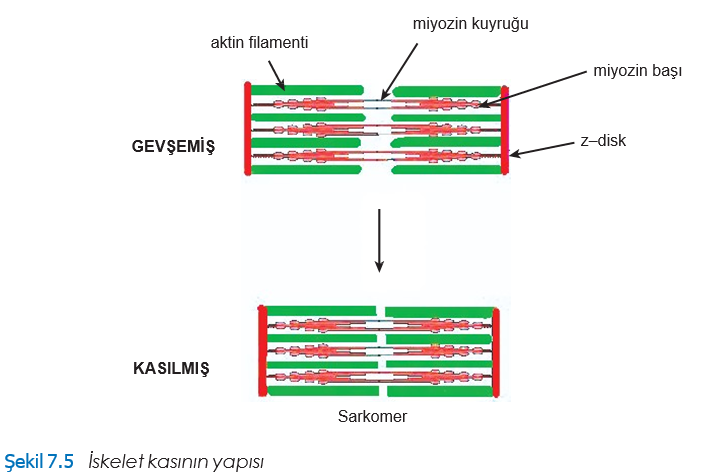 miyozin kuyruğu
aktin filamenti
miyozin başı
z–disk
GEVŞEMİŞ
KASILMIŞ
Sarkomer
Şekil 7.5 İskelet kasının yapısı